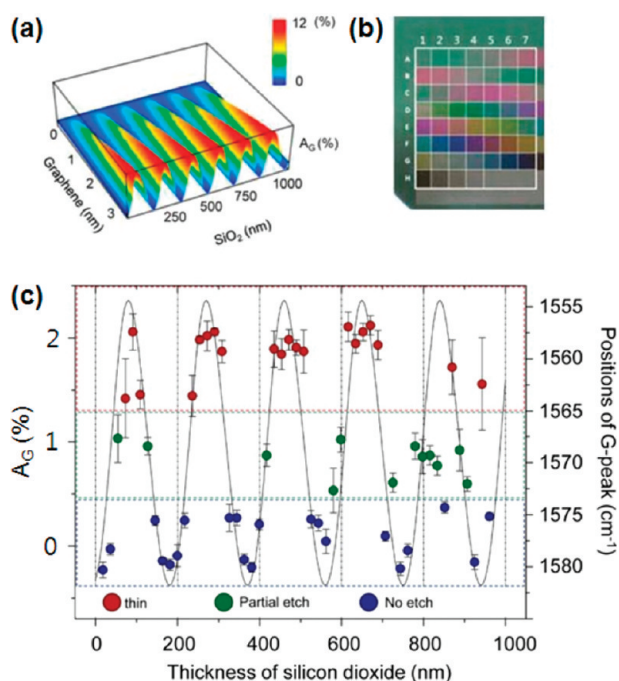 (a)
12 (%)
0
A_G (%)
0
1
2
3
Graphene (nm)
250
500
750
1000
SiO₂ (nm)
(b)
1 2 3 4 5 6 7
A
B
C
D
E
F
G
H
(c)
2
1
0
A_G (%)
1555
1560
1565
1570
1575
1580
Positions of G-peak (cm⁻¹)
thin Partial etch No etch
0 200 400 600 800 1000
Thickness of silicon dioxide (nm)